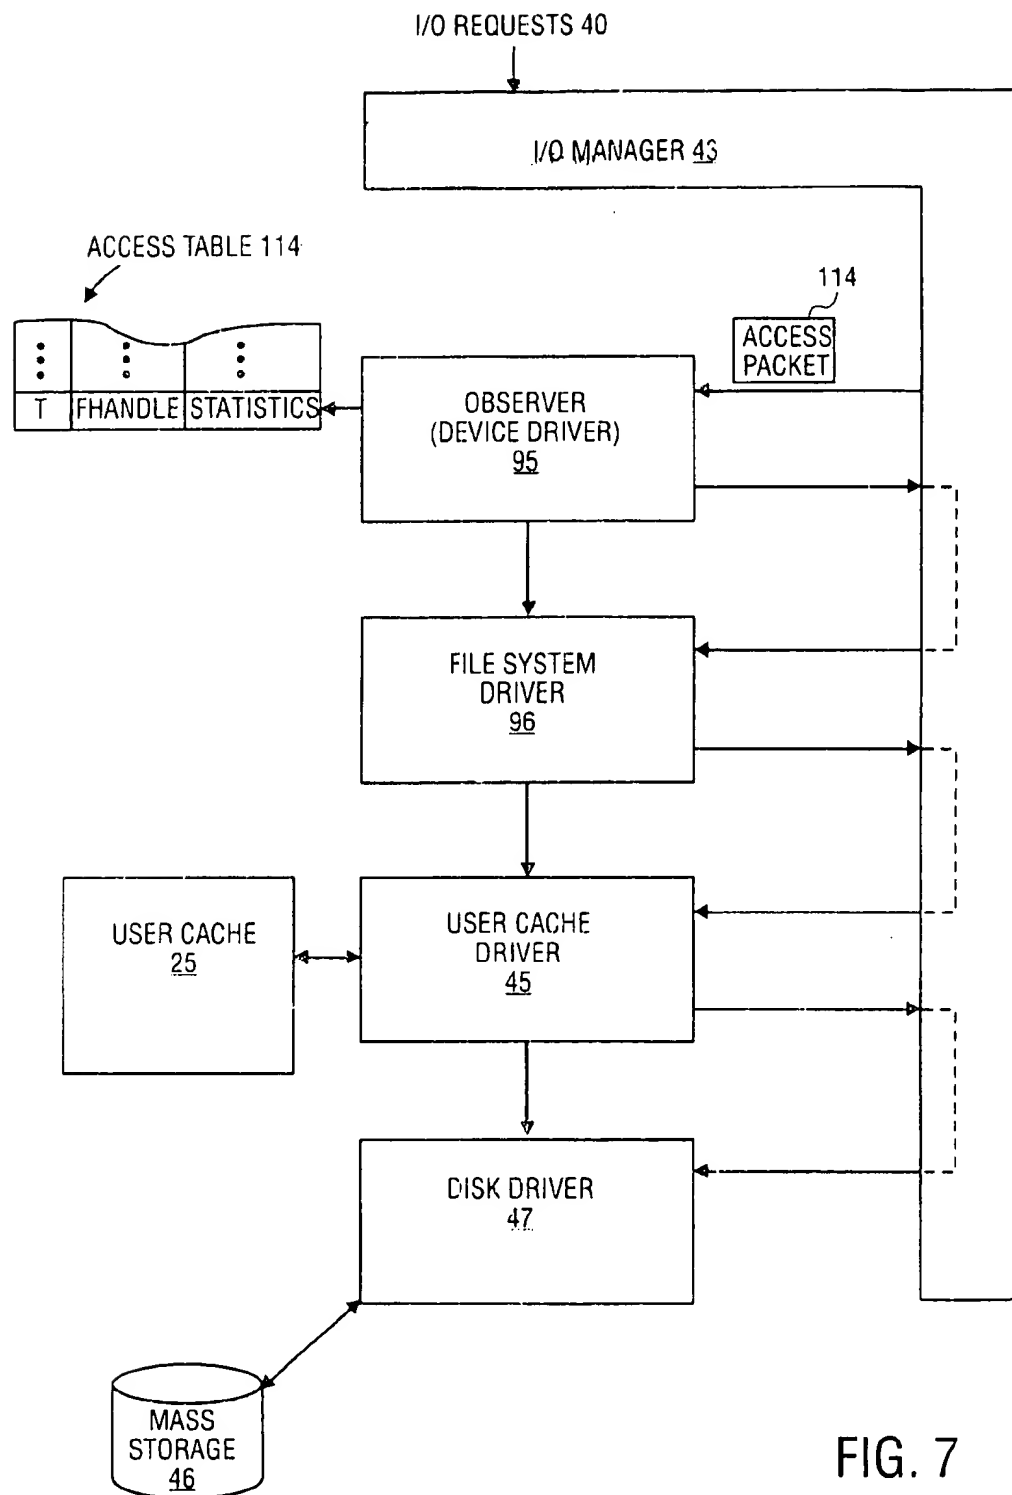 I/O REQUESTS 40
I/O MANAGER 43
ACCESS TABLE 114
114
ACCESS
PACKET
T FHANDLE STATISTICS
OBSERVER
(DEVICE DRIVER)
95
FILE SYSTEM
DRIVER
96
USER CACHE
25
USER CACHE
DRIVER
45
DISK DRIVER
47
MASS
STORAGE
46
FIG. 7